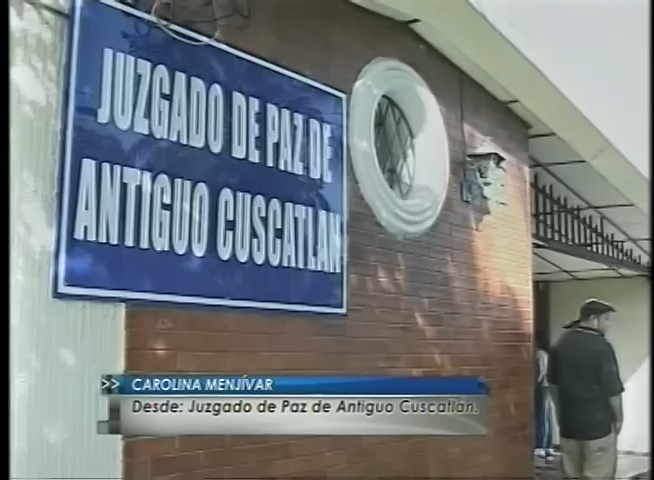 JUZGADO DE PAZ DE
ANTIGUO CUSCATLAN
>> CAROLINA MENJÍVAR
Desde: Juzgado de Paz de Antiguo Cuscatlán.